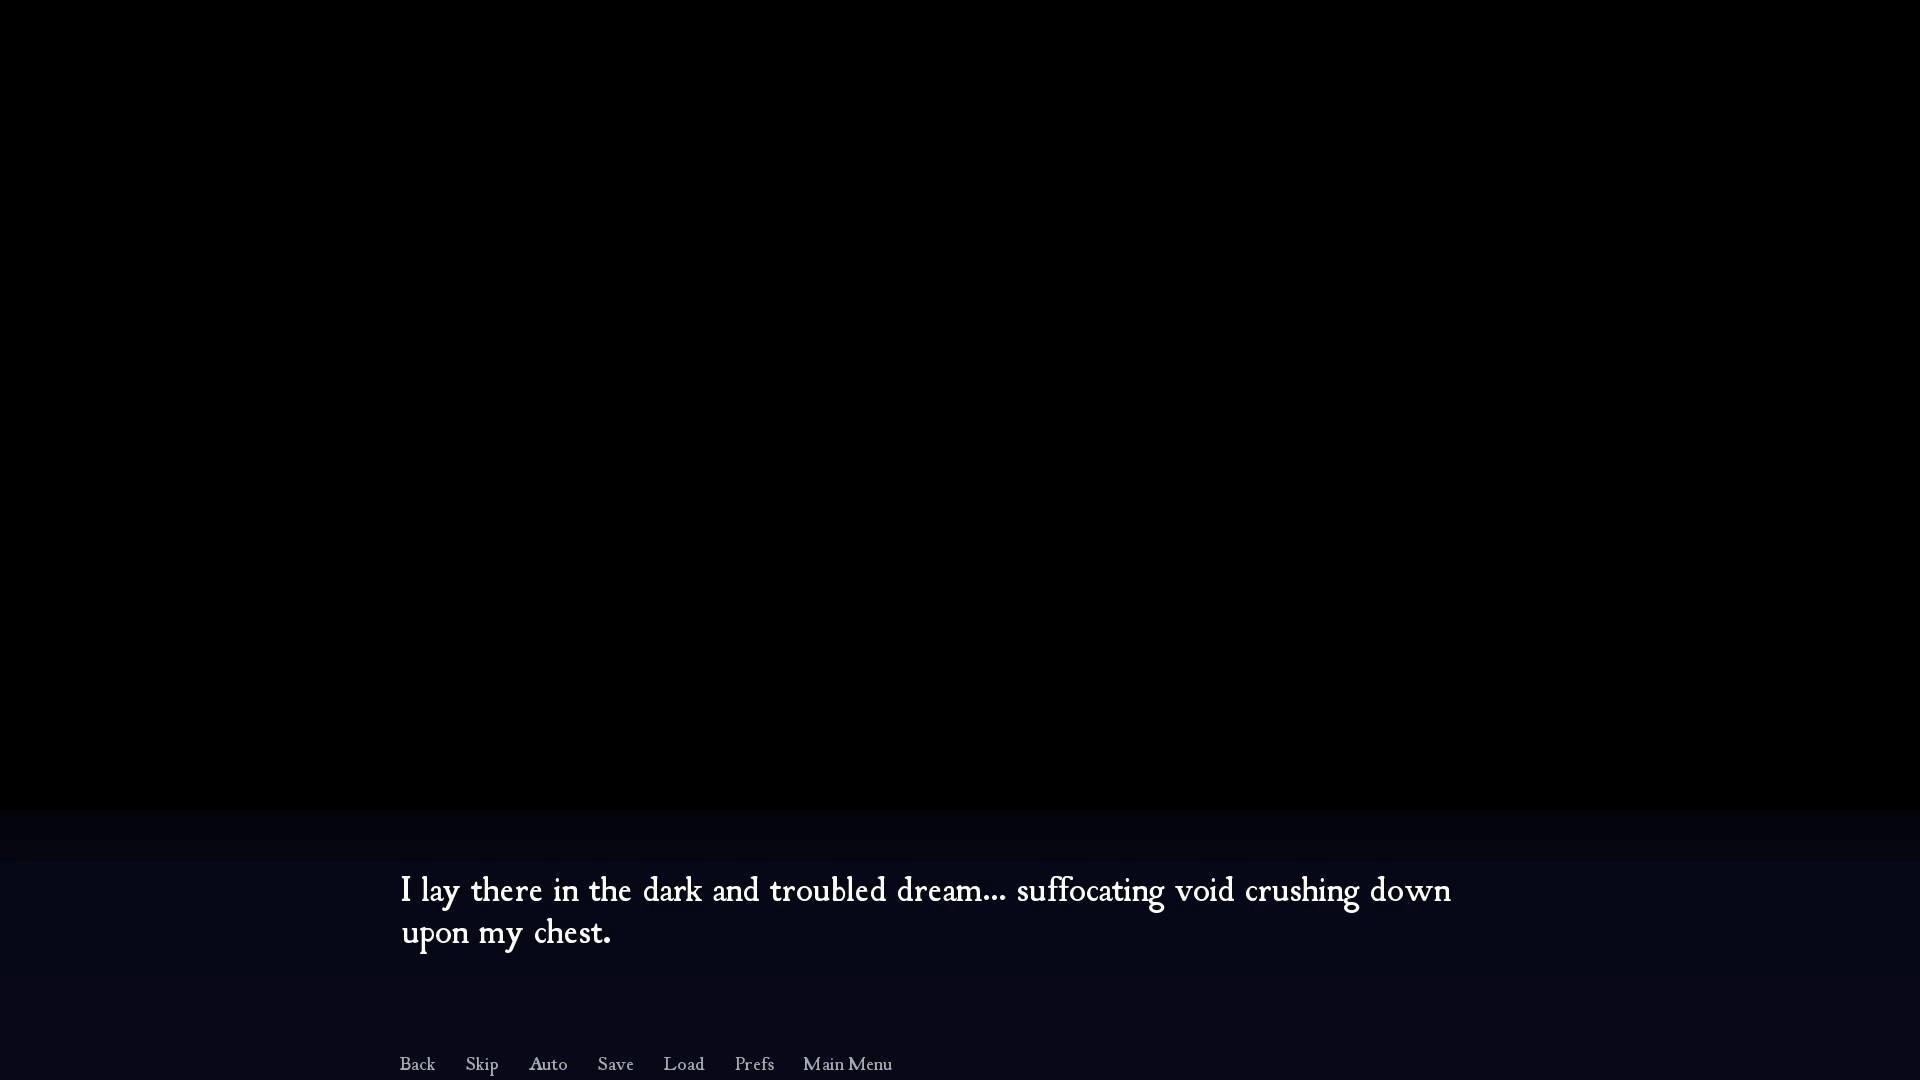 I lay there in the dark and troubled dream... suffocating void crushing down
upon my chest.
Back Skip Auto Save Load Prefs Main Menu